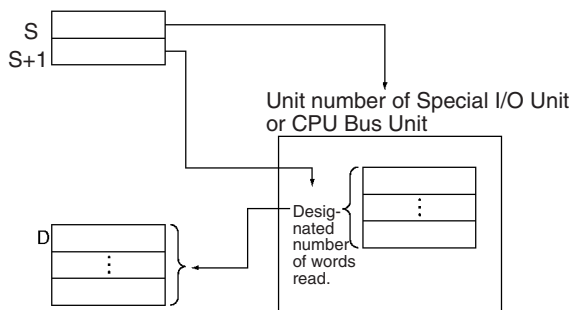 S
S+1
Unit number of Special I/O Unit
or CPU Bus Unit
Desig-
nated
number
of words
read.
D